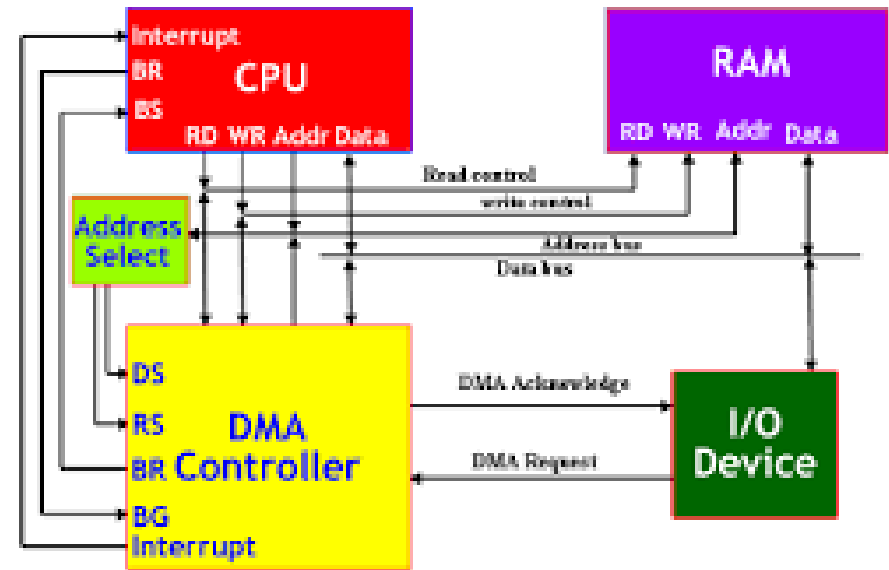 Interrupt
BR
CPU
BS
RD WR Addr Data
RAM
RD WR Addr Data
Read control
write control
Address bus
Data bus
Address
Select
DS
RS
BR
BG
Interrupt
DMA
Controller
DMA Acknowledge
DMA Request
I/O
Device